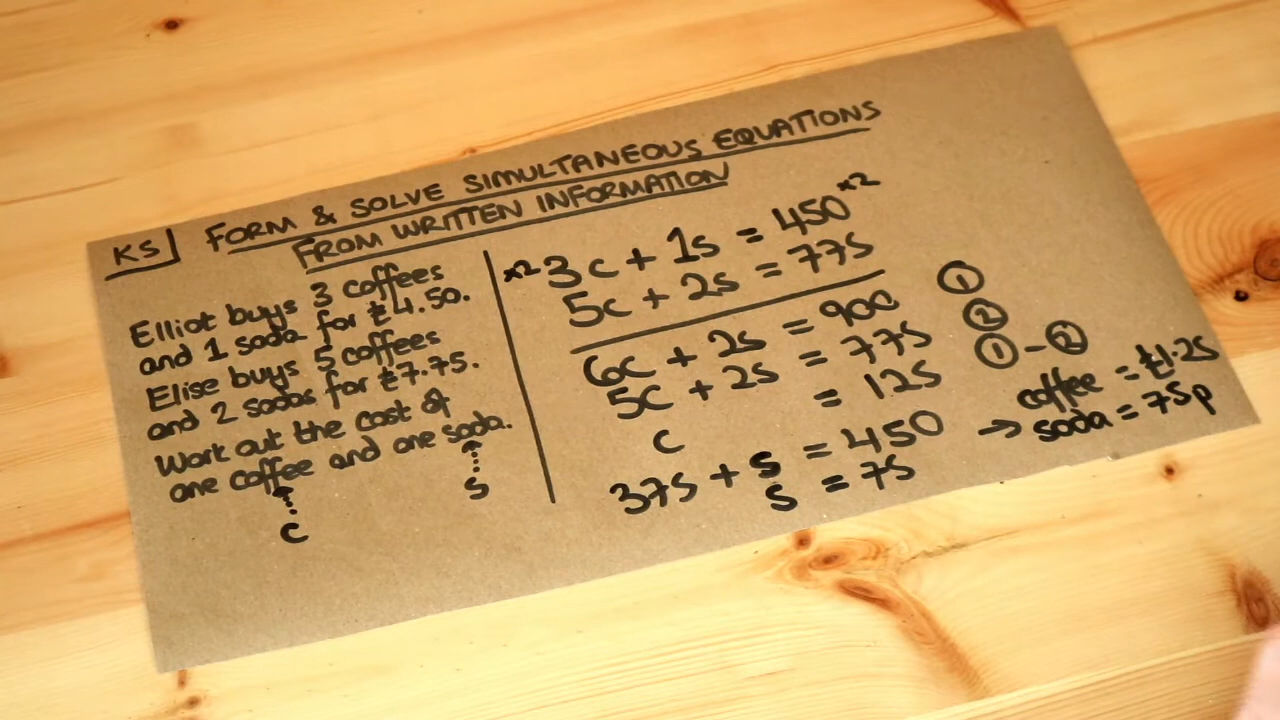 K5
FORM & SOLVE SIMULTANEOUS EQUATIONS
FROM WRITTEN INFORMATION
Elliot buys 3 coffees
and 1 soda for £4.50.
Elise buys 5 coffees
and 2 sodas for £7.75.
Work out the cost of
one coffee and one soda.
c
s
×2 3c + 1s = 450 ×2
5c + 2s = 775
6c + 2s = 900 ①
5c + 2s = 775 ②
c = 125 ① - ②
375 + s = 450
s = 75
coffee = £1.25
→ soda = 75p